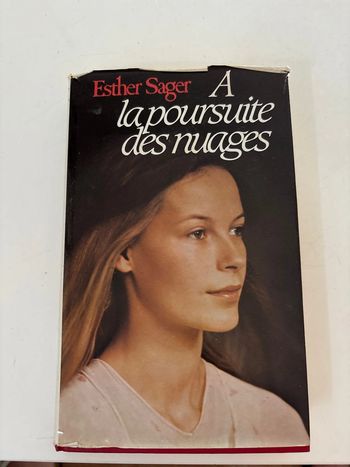 Esther Sager A
la poursuite
des nuages